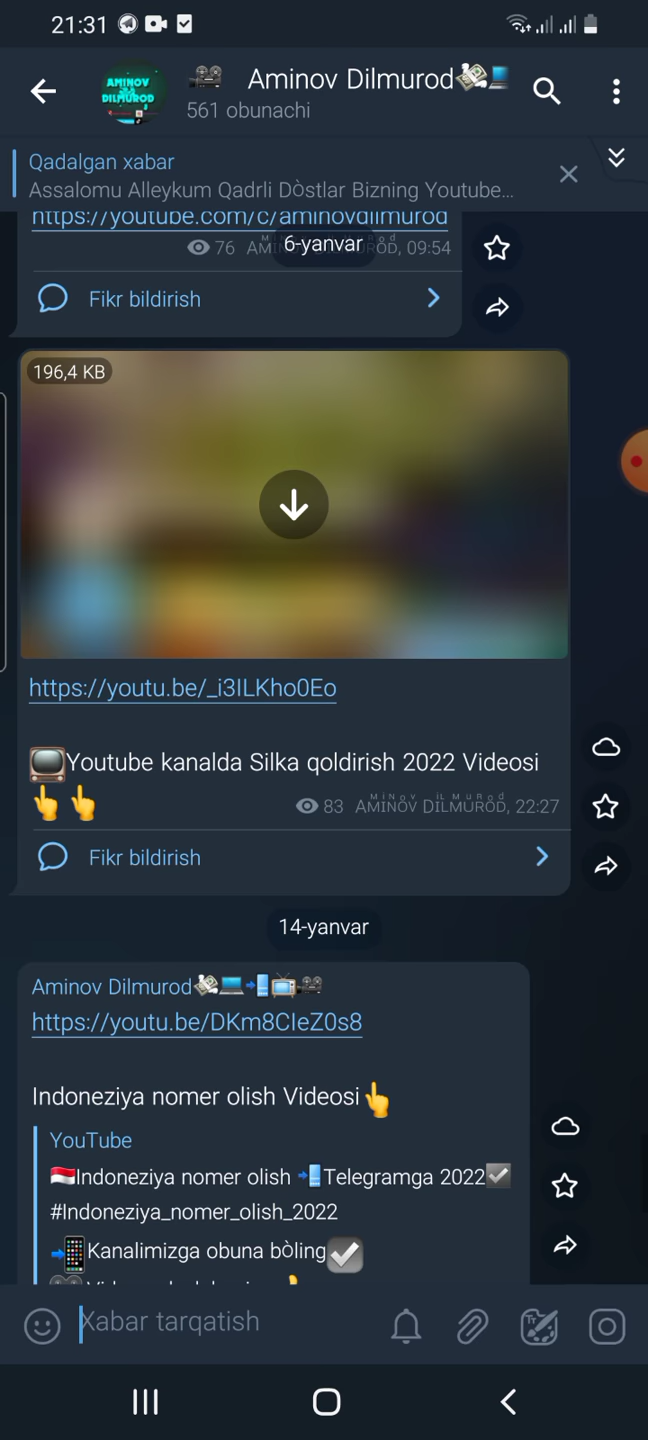 21:31
AMINOV
DILMUROD
Aminov Dilmurod
561 obunachi
Qadalgan xabar
Assalomu Alleykum Qadrli Dòstlar Bizning Youtube...
https://youtube.com/c/aminovdilmurod
6-yanvar
76 09:54
Fikr bildirish
196,4 KB
https://youtu.be/_i3ILKho0Eo
📺Youtube kanalda Silka qoldirish 2022 Videosi
👆👆 83 AMINOV DILMUROD, 22:27
Fikr bildirish
14-yanvar
Aminov Dilmurod💸💻📲📺🎥
https://youtu.be/DKm8CIeZ0s8
Indoneziya nomer olish Videosi👆
YouTube
🇮🇩Indoneziya nomer olish 📲Telegramga 2022☑
#Indoneziya_nomer_olish_2022
📲Kanalimizga obuna bòling✔
Xabar tarqatish